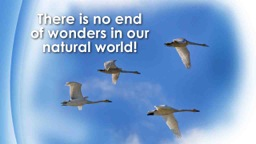 There is no end
of wonders in our
natural world!